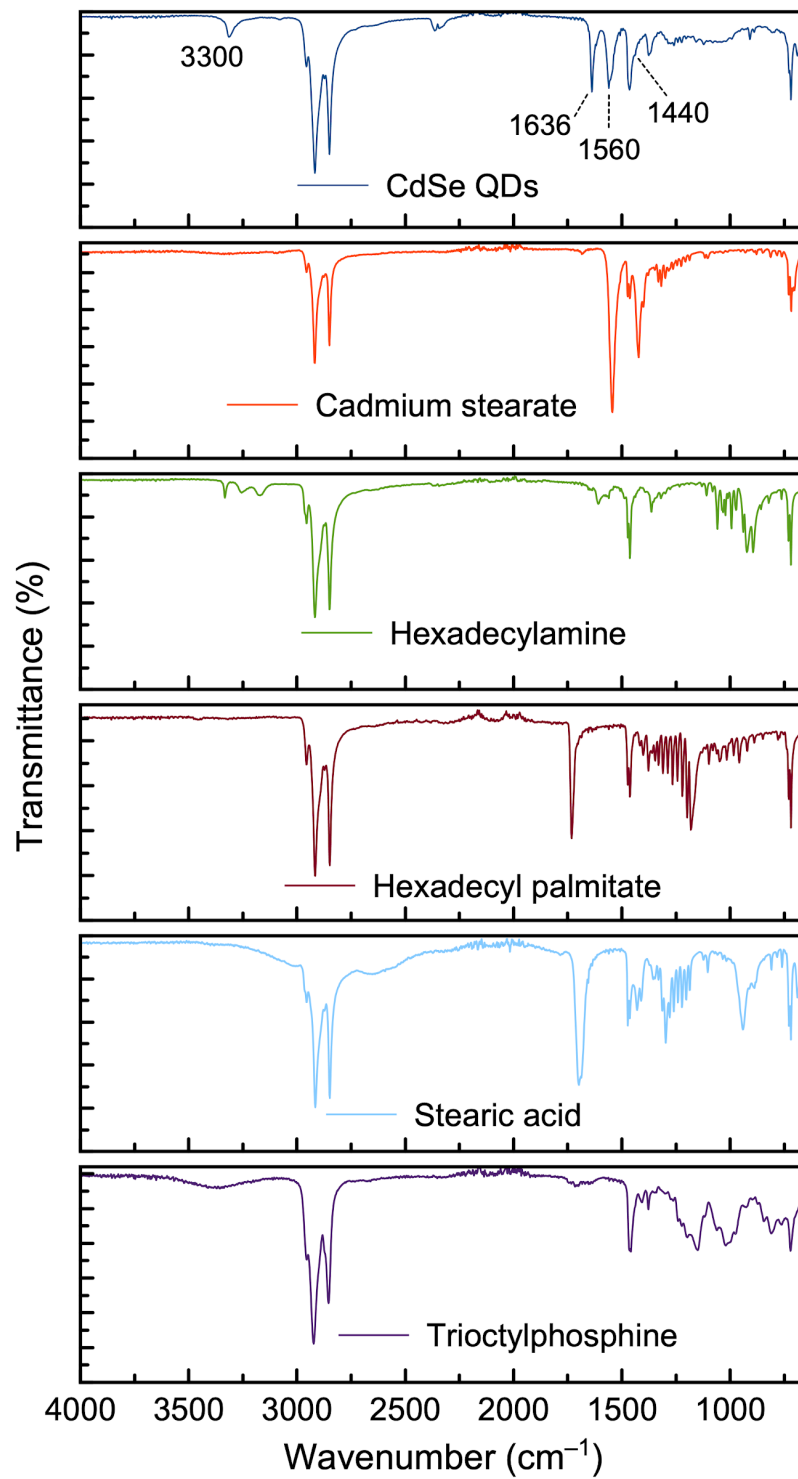 3300
1636
1560
1440
CdSe QDs
Cadmium stearate
Hexadecylamine
Transmittance (%)
Hexadecyl palmitate
Stearic acid
Trioctylphosphine
4000 3500 3000 2500 2000 1500 1000
Wavenumber (cm⁻¹)